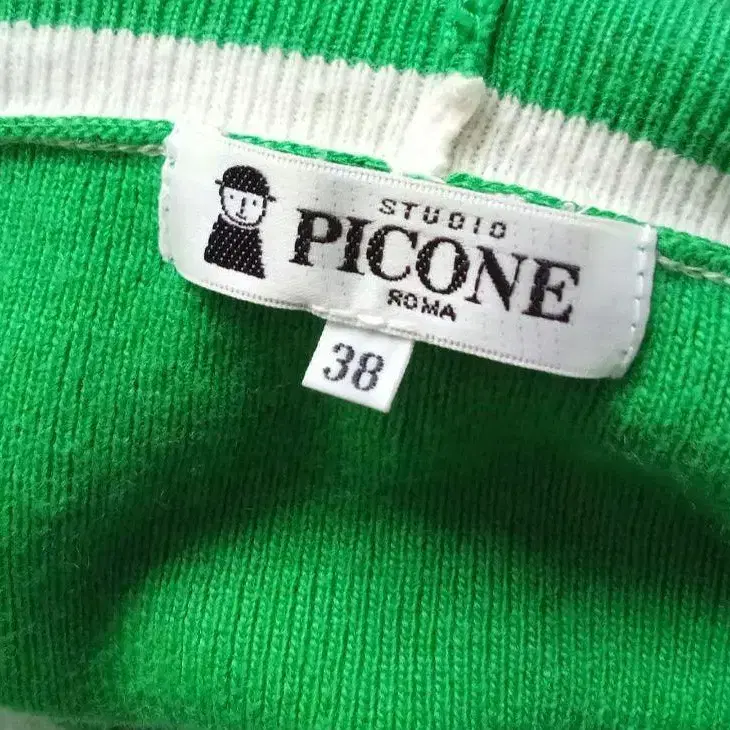 STUDIO
PICONE
ROMA
38